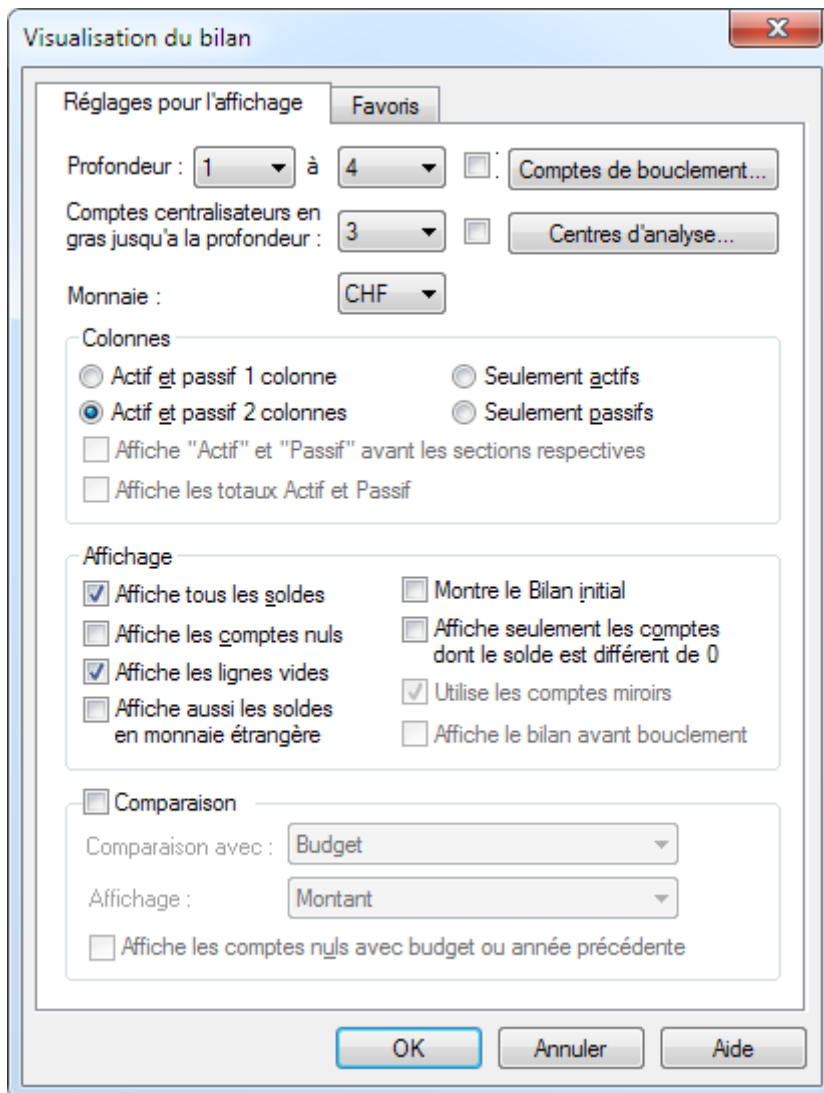 Visualisation du bilan
Réglages pour l'affichage
Favoris
Profondeur : 1 à 4 : Comptes de bouclement...
Comptes centralisateurs en
gras jusqu'a la profondeur : 3 Centres d'analyse...
Monnaie : CHF
Colonnes
Actif et passif 1 colonne
Seulement actifs
Actif et passif 2 colonnes
Seulement passifs
Affiche "Actif" et "Passif" avant les sections respectives
Affiche les totaux Actif et Passif
Affichage
Affiche tous les soldes
Affiche les comptes nuls
Affiche les lignes vides
Affiche aussi les soldes
en monnaie étrangère
Montre le Bilan initial
Affiche seulement les comptes
dont le solde est différent de 0
Utilise les comptes miroirs
Affiche le bilan avant bouclement
Comparaison
Comparaison avec : Budget
Affichage : Montant
Affiche les comptes nuls avec budget ou année précédente
OK
Annuler
Aide